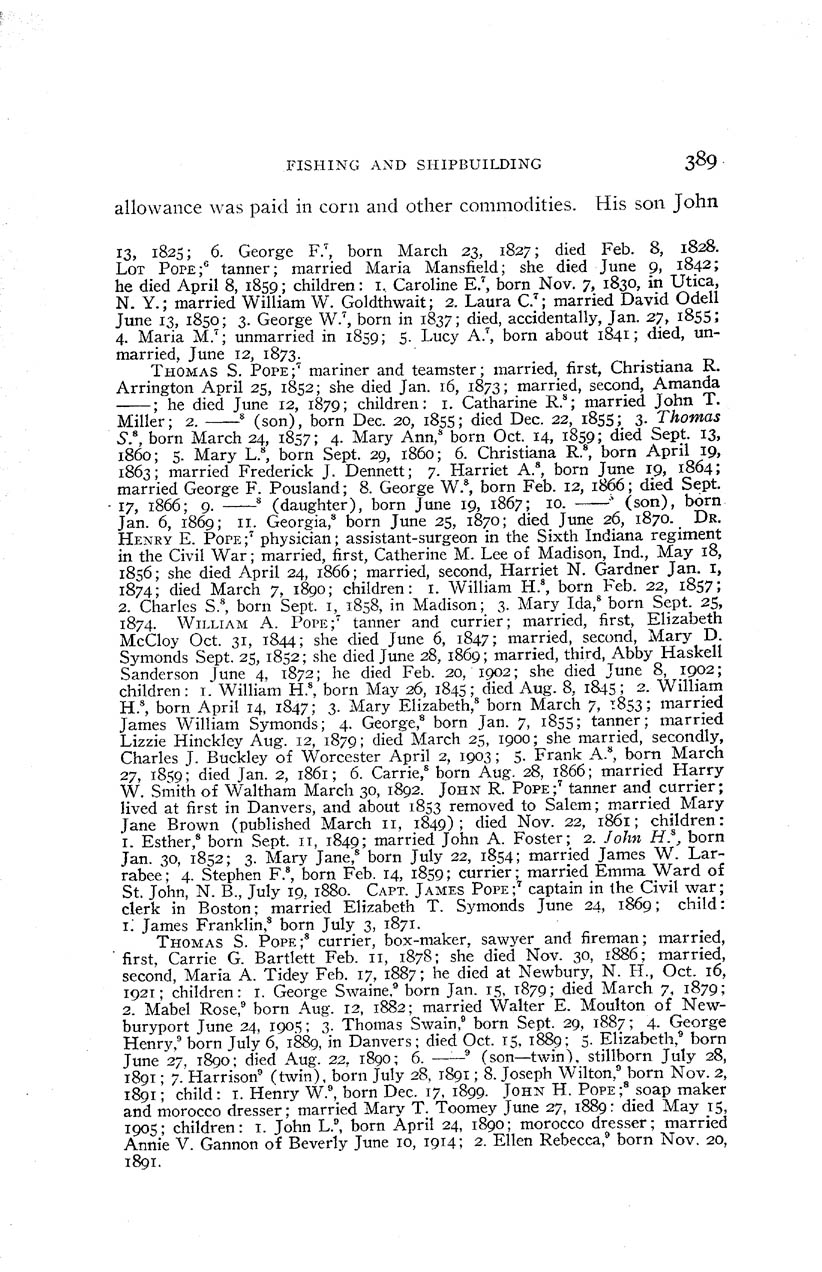 FISHING AND SHIPBUILDING 389
allowance was paid in corn and other commodities. His son John
13, 1825; 6. George F.⁷, born March 23, 1827; died Feb. 8, 1828.
LOT POPE;⁶ tanner; married Maria Mansfield; she died June 9, 1842;
he died April 8, 1859; children: 1. Caroline E.⁷, born Nov. 7, 1830, in Utica,
N. Y.; married William W. Goldthwait; 2. Laura C.⁷; married David Odell
June 13, 1850; 3. George W.⁷, born in 1837; died, accidentally, Jan. 27, 1855;
4. Maria M.⁷; unmarried in 1859; 5. Lucy A.⁷, born about 1841; died, un-
married, June 12, 1873.
THOMAS S. POPE;⁷ mariner and teamster; married, first, Christiana R.
Arrington April 25, 1852; she died Jan. 16, 1873; married, second, Amanda
——; he died June 12, 1879; children: 1. Catharine R.⁸; married John T.
Miller; 2. ——⁸ (son), born Dec. 20, 1855; died Dec. 22, 1855; 3. Thomas
S.⁸, born March 24, 1857; 4. Mary Ann,⁸ born Oct. 14, 1859; died Sept. 13,
1860; 5. Mary L.⁸, born Sept. 29, 1860; 6. Christiana R.⁸, born April 19,
1863; married Frederick J. Dennett; 7. Harriet A.⁸, born June 19, 1864;
married George F. Pousland; 8. George W.⁸, born Feb. 12, 1866; died Sept.
17, 1866; 9. ——⁸ (daughter), born June 19, 1867; 10. ——⁸ (son), born
Jan. 6, 1869; 11. Georgia,⁸ born June 25, 1870; died June 26, 1870. DR.
HENRY E. POPE;⁷ physician; assistant-surgeon in the Sixth Indiana regiment
in the Civil War; married, first, Catherine M. Lee of Madison, Ind., May 18,
1856; she died April 24, 1866; married, second, Harriet N. Gardner Jan. 1,
1874; died March 7, 1890; children: 1. William H.⁸, born Feb. 22, 1857;
2. Charles S.⁸, born Sept. 1, 1858, in Madison; 3. Mary Ida,⁸ born Sept. 25,
1874. WILLIAM A. POPE;⁷ tanner and currier; married, first, Elizabeth
McCloy Oct. 31, 1844; she died June 6, 1847; married, second, Mary D.
Symonds Sept. 25, 1852; she died June 28, 1869; married, third, Abby Haskell
Sanderson June 4, 1872; he died Feb. 20, 1902; she died June 8, 1902;
children: 1. William H.⁸, born May 26, 1845; died Aug. 8, 1845; 2. William
H.⁸, born April 14, 1847; 3. Mary Elizabeth,⁸ born March 7, 1853; married
James William Symonds; 4. George,⁸ born Jan. 7, 1855; tanner; married
Lizzie Hinckley Aug. 12, 1879; died March 25, 1900; she married, secondly,
Charles J. Buckley of Worcester April 2, 1903; 5. Frank A.⁸, born March
27, 1859; died Jan. 2, 1861; 6. Carrie,⁸ born Aug. 28, 1866; married Harry
W. Smith of Waltham March 30, 1892. JOHN R. POPE;⁷ tanner and currier;
lived at first in Danvers, and about 1853 removed to Salem; married Mary
Jane Brown (published March 11, 1849); died Nov. 22, 1861; children:
1. Esther,⁸ born Sept. 11, 1849; married John A. Foster; 2. John H.⁸, born
Jan. 30, 1852; 3. Mary Jane,⁸ born July 22, 1854; married James W. Lar-
rabee; 4. Stephen F.⁸, born Feb. 14, 1859; currier; married Emma Ward of
St. John, N. B., July 19, 1880. CAPT. JAMES POPE;⁷ captain in the Civil war;
clerk in Boston; married Elizabeth T. Symonds June 24, 1869; child:
1. James Franklin,⁸ born July 3, 1871.
THOMAS S. POPE;⁸ currier, box-maker, sawyer and fireman; married,
first, Carrie G. Bartlett Feb. 11, 1878; she died Nov. 30, 1886; married,
second, Maria A. Tidey Feb. 17, 1887; he died at Newbury, N. H., Oct. 16,
1921; children: 1. George Swaine,⁹ born Jan. 15, 1879; died March 7, 1879;
2. Mabel Rose,⁹ born Aug. 12, 1882; married Walter E. Moulton of New-
buryport June 24, 1905; 3. Thomas Swain,⁹ born Sept. 29, 1887; 4. George
Henry,⁹ born July 6, 1889, in Danvers; died Oct. 15, 1889; 5. Elizabeth,⁹ born
June 27, 1890; died Aug. 22, 1890; 6. ——⁹ (son—twin), stillborn July 28,
1891; 7. Harrison⁹ (twin), born July 28, 1891; 8. Joseph Wilton,⁹ born Nov. 2,
1891; child: 1. Henry W.⁹, born Dec. 17, 1899. JOHN H. POPE;⁸ soap maker
and morocco dresser; married Mary T. Toomey June 27, 1889: died May 15,
1905; children: 1. John L.⁹, born April 24, 1890; morocco dresser; married
Annie V. Gannon of Beverly June 10, 1914; 2. Ellen Rebecca,⁹ born Nov. 20,
1891.